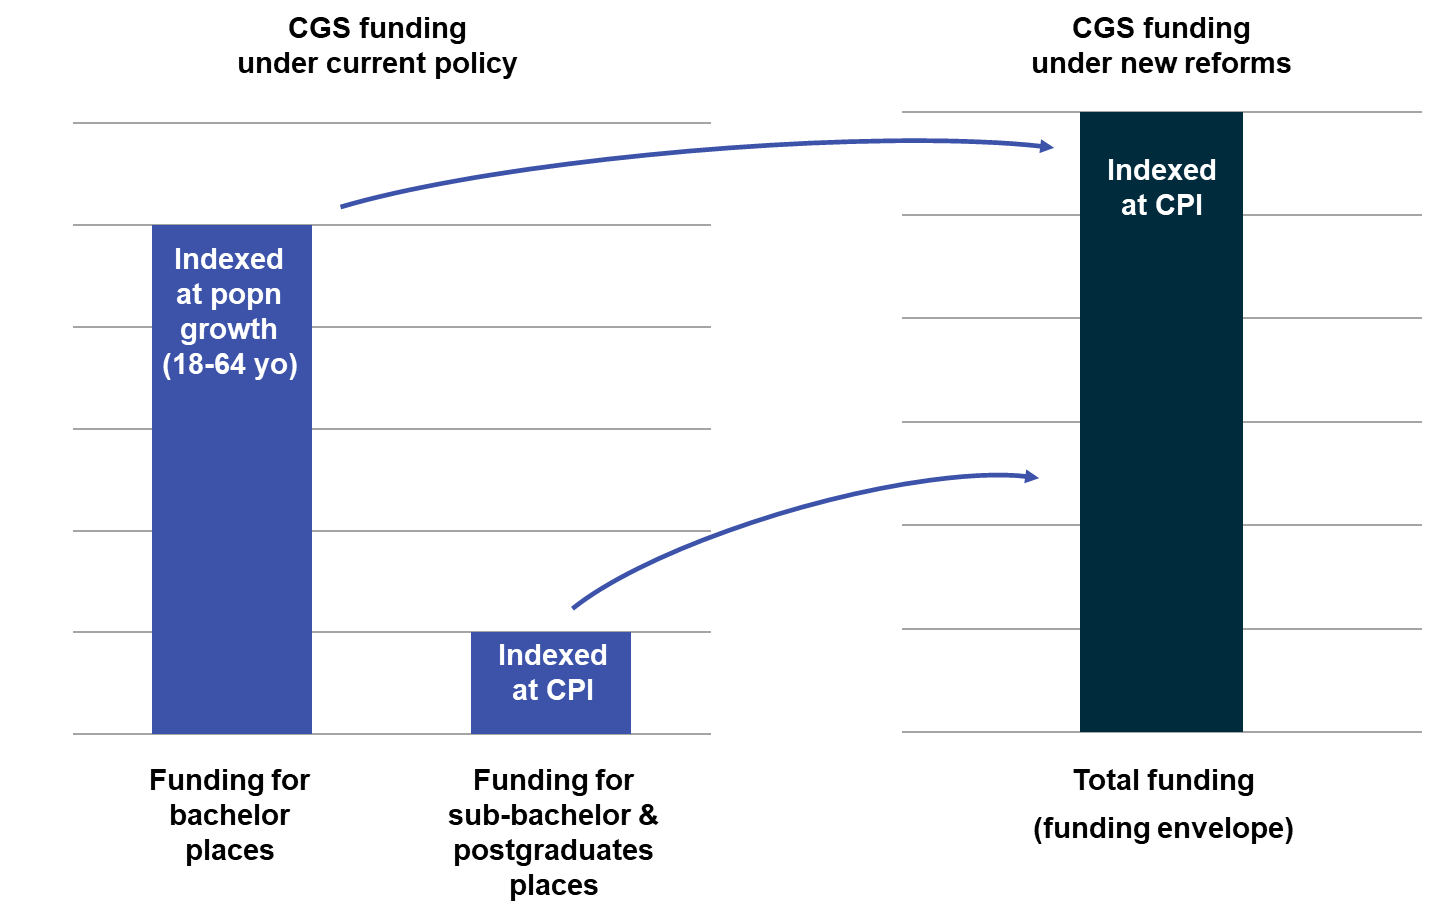 CGS funding
under current policy
Indexed
at popn
growth
(18-64 yo)
Indexed
at CPI
Funding for
bachelor
places
Funding for
sub-bachelor &
postgraduates
places
CGS funding
under new reforms
Indexed
at CPI
Total funding
(funding envelope)